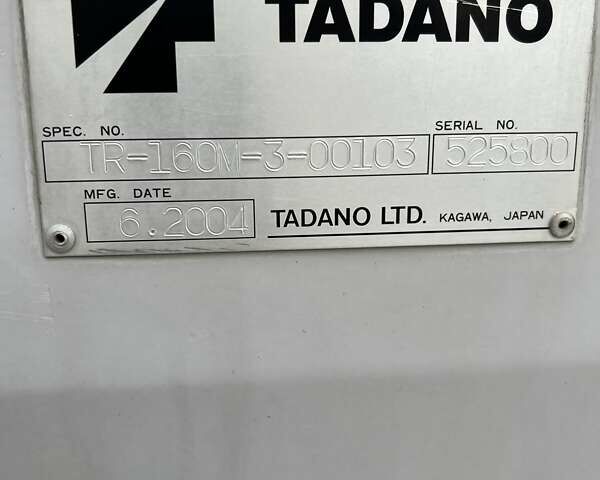 TADANO
SPEC. NO. SERIAL NO.
TR-160M-3-00103 525800
MFG. DATE
6.2004 TADANO LTD. KAGAWA, JAPAN